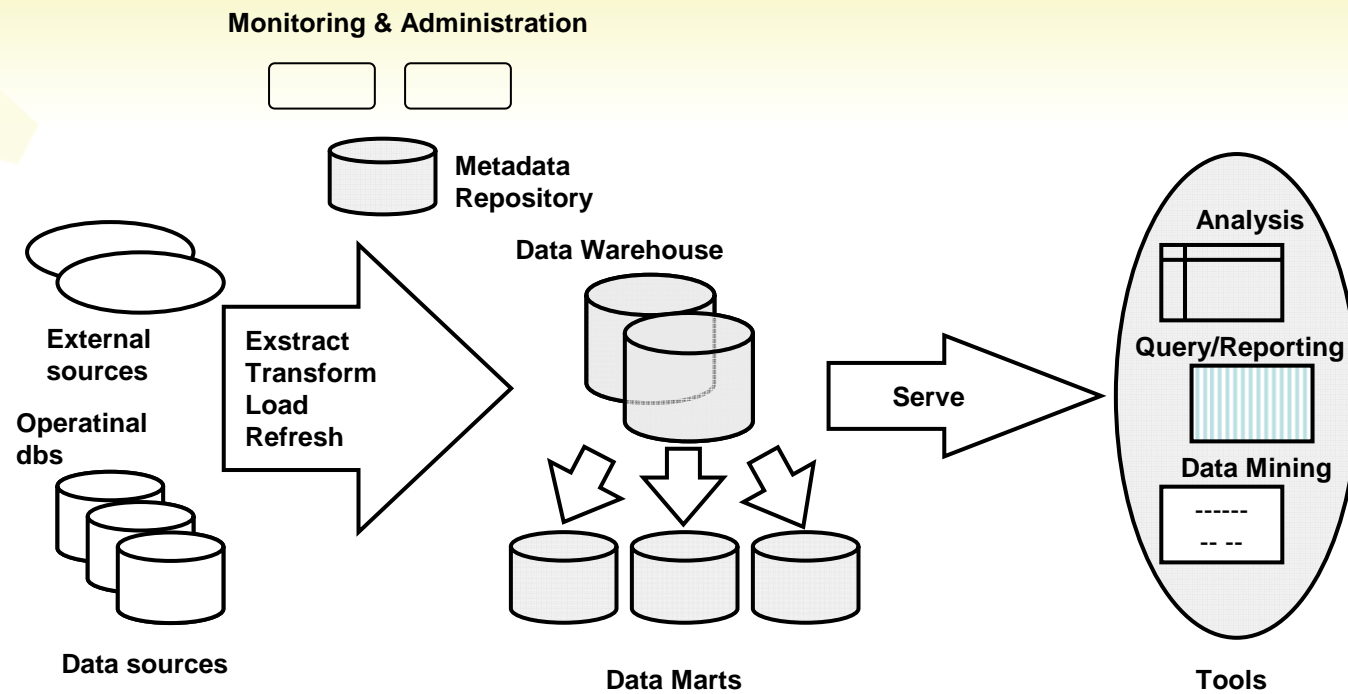 Monitoring & Administration
Metadata
Repository
Data Warehouse
External
sources
Operatinal
dbs
Data sources
Exstract
Transform
Load
Refresh
Serve
Data Marts
Analysis
Query/Reporting
Data Mining
------
-- --
Tools